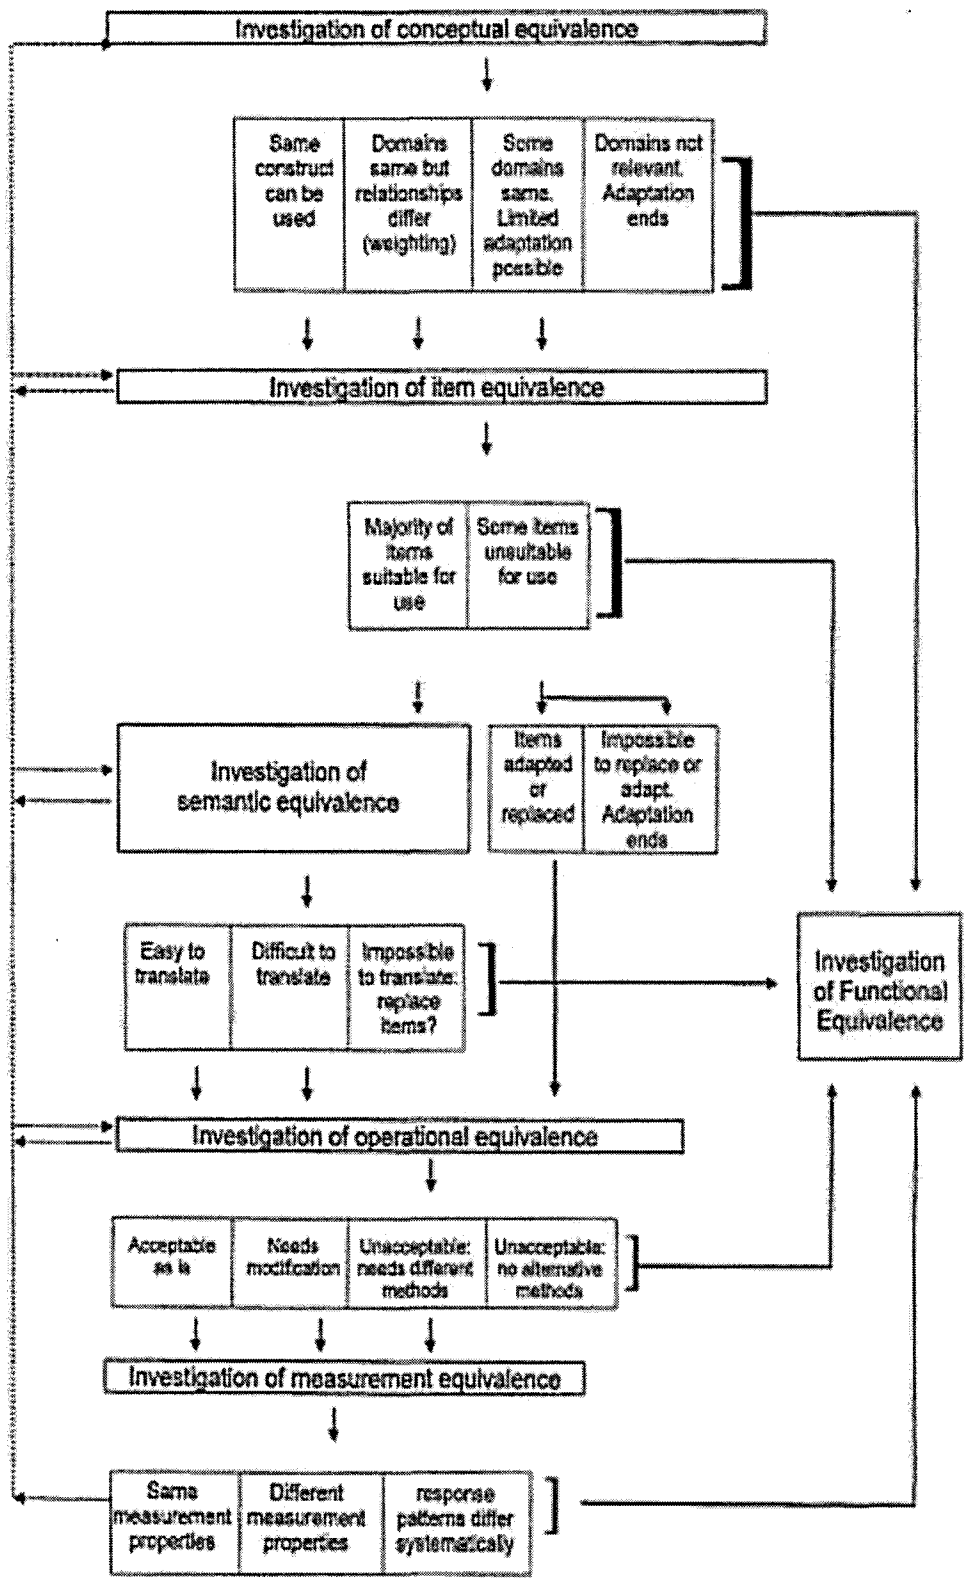 Investigation of conceptual equivalence
Same
construct
can be
used
Domains
same but
relationships
differ
(weighting)
Some
domains
same.
Limited
adaptation
possible
Domains not
relevant.
Adaptation
ends
Investigation of item equivalence
Majority of
items
suitable for
use
Some items
unsuitable
for use
Investigation of
semantic equivalence
Items
adapted
or
replaced
Impossible
to replace or
adapt.
Adaptation
ends
Easy to
translate
Difficult to
translate
Impossible
to translate:
replace
items?
Investigation
of Functional
Equivalence
Investigation of operational equivalence
Acceptable
as is
Needs
modification
Unacceptable:
needs different
methods
Unacceptable:
no alternative
methods
Investigation of measurement equivalence
Same
measurement
properties
Different
measurement
properties
response
patterns differ
systematically